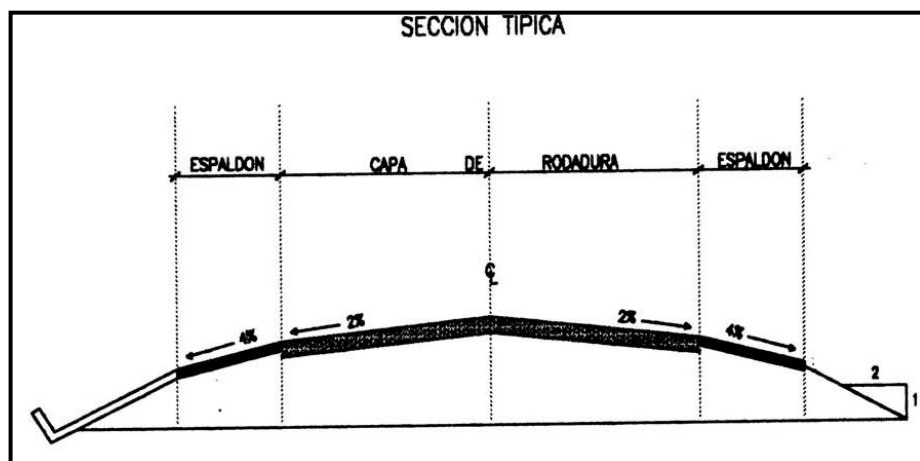 SECCION TIPICA
ESPALDON CAPA DE RODADURA ESPALDON
℄
4% 2% 2% 4%
2
1